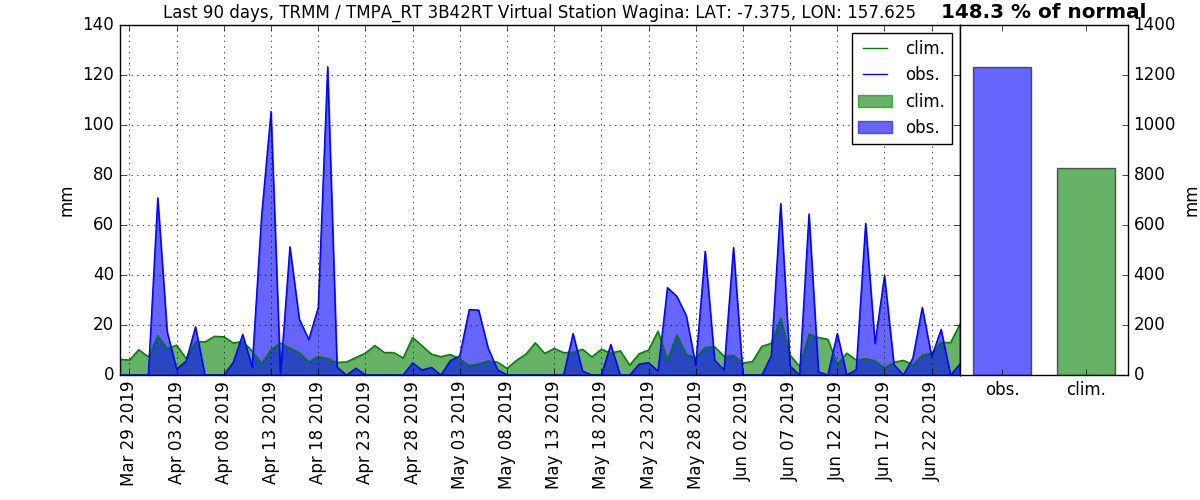 Last 90 days, TRMM / TMPA_RT 3B42RT Virtual Station Wagina: LAT: -7.375, LON: 157.625
148.3 % of normal
mm
140
120
100
80
60
40
20
0
clim.
obs.
clim.
obs.
Mar 29 2019
Apr 03 2019
Apr 08 2019
Apr 13 2019
Apr 18 2019
Apr 23 2019
Apr 28 2019
May 03 2019
May 08 2019
May 13 2019
May 18 2019
May 23 2019
May 28 2019
Jun 02 2019
Jun 07 2019
Jun 12 2019
Jun 17 2019
Jun 22 2019
1400
1200
1000
800
600
400
200
0
mm
obs.
clim.